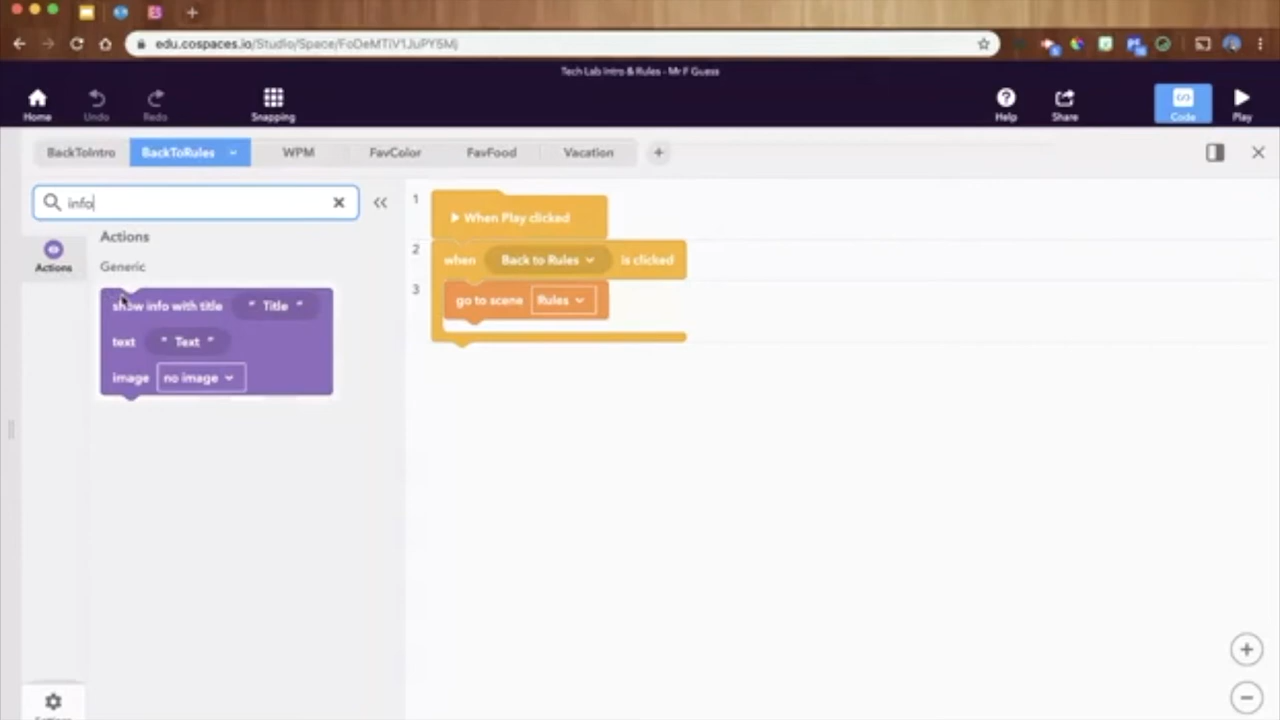 edu.cospaces.io/Studio/Space/
Tech Lab Intro & Rules - Mr F Guess
Home
Undo
Redo
Snapping
Help
Share
Code
Play
BackToIntro
BackToRules
WPM
FavColor
FavFood
Vacation
info
Actions
Actions
Generic
show info with title " Title "
text " Text "
image no image
1
When Play clicked
2
when Back to Rules is clicked
3
go to scene Rules